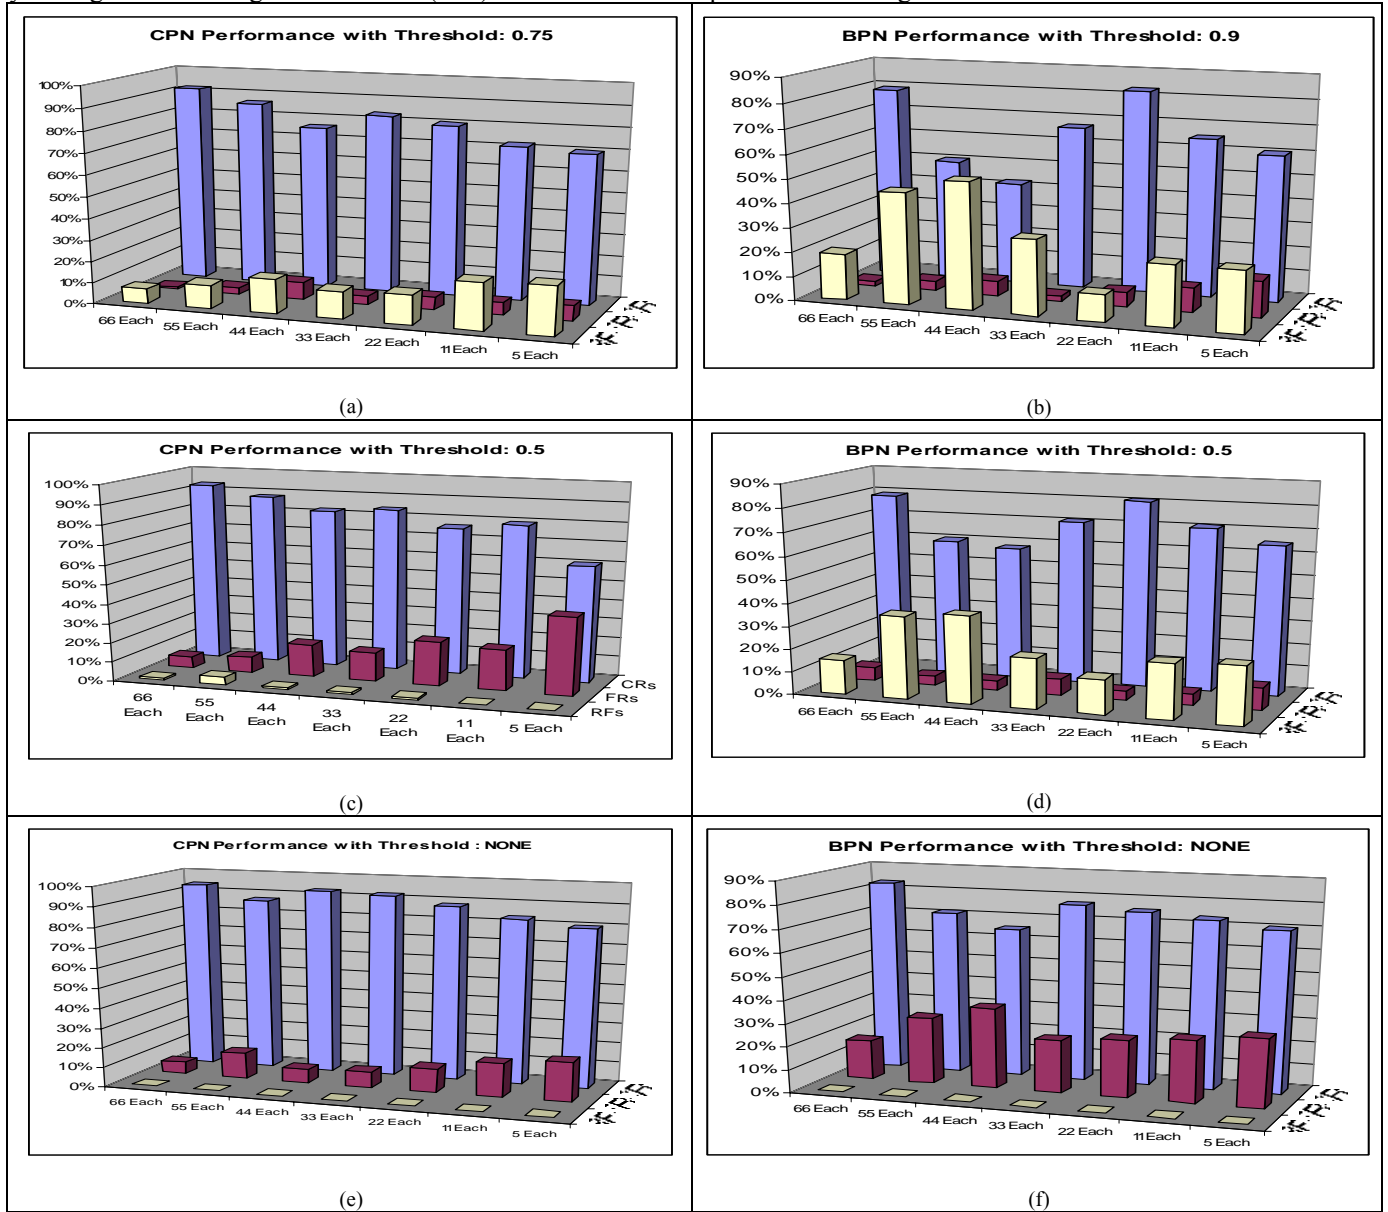 CPN Performance with Threshold: 0.75
100%
90%
80%
70%
60%
50%
40%
30%
20%
10%
0%
66 Each
55 Each
44 Each
33 Each
22 Each
11 Each
5 Each
(a)
BPN Performance with Threshold: 0.9
90%
80%
70%
60%
50%
40%
30%
20%
10%
0%
66 Each
55 Each
44 Each
33 Each
22 Each
11 Each
5 Each
(b)
CPN Performance with Threshold: 0.5
100%
90%
80%
70%
60%
50%
40%
30%
20%
10%
0%
66 Each
55 Each
44 Each
33 Each
22 Each
11 Each
5 Each
CRs
FRs
RFs
(c)
BPN Performance with Threshold: 0.5
90%
80%
70%
60%
50%
40%
30%
20%
10%
0%
66 Each
55 Each
44 Each
33 Each
22 Each
11 Each
5 Each
(d)
CPN Performance with Threshold : NONE
100%
90%
80%
70%
60%
50%
40%
30%
20%
10%
0%
66 Each
55 Each
44 Each
33 Each
22 Each
11 Each
5 Each
(e)
BPN Performance with Threshold: NONE
90%
80%
70%
60%
50%
40%
30%
20%
10%
0%
66 Each
55 Each
44 Each
33 Each
22 Each
11 Each
5 Each
(f)